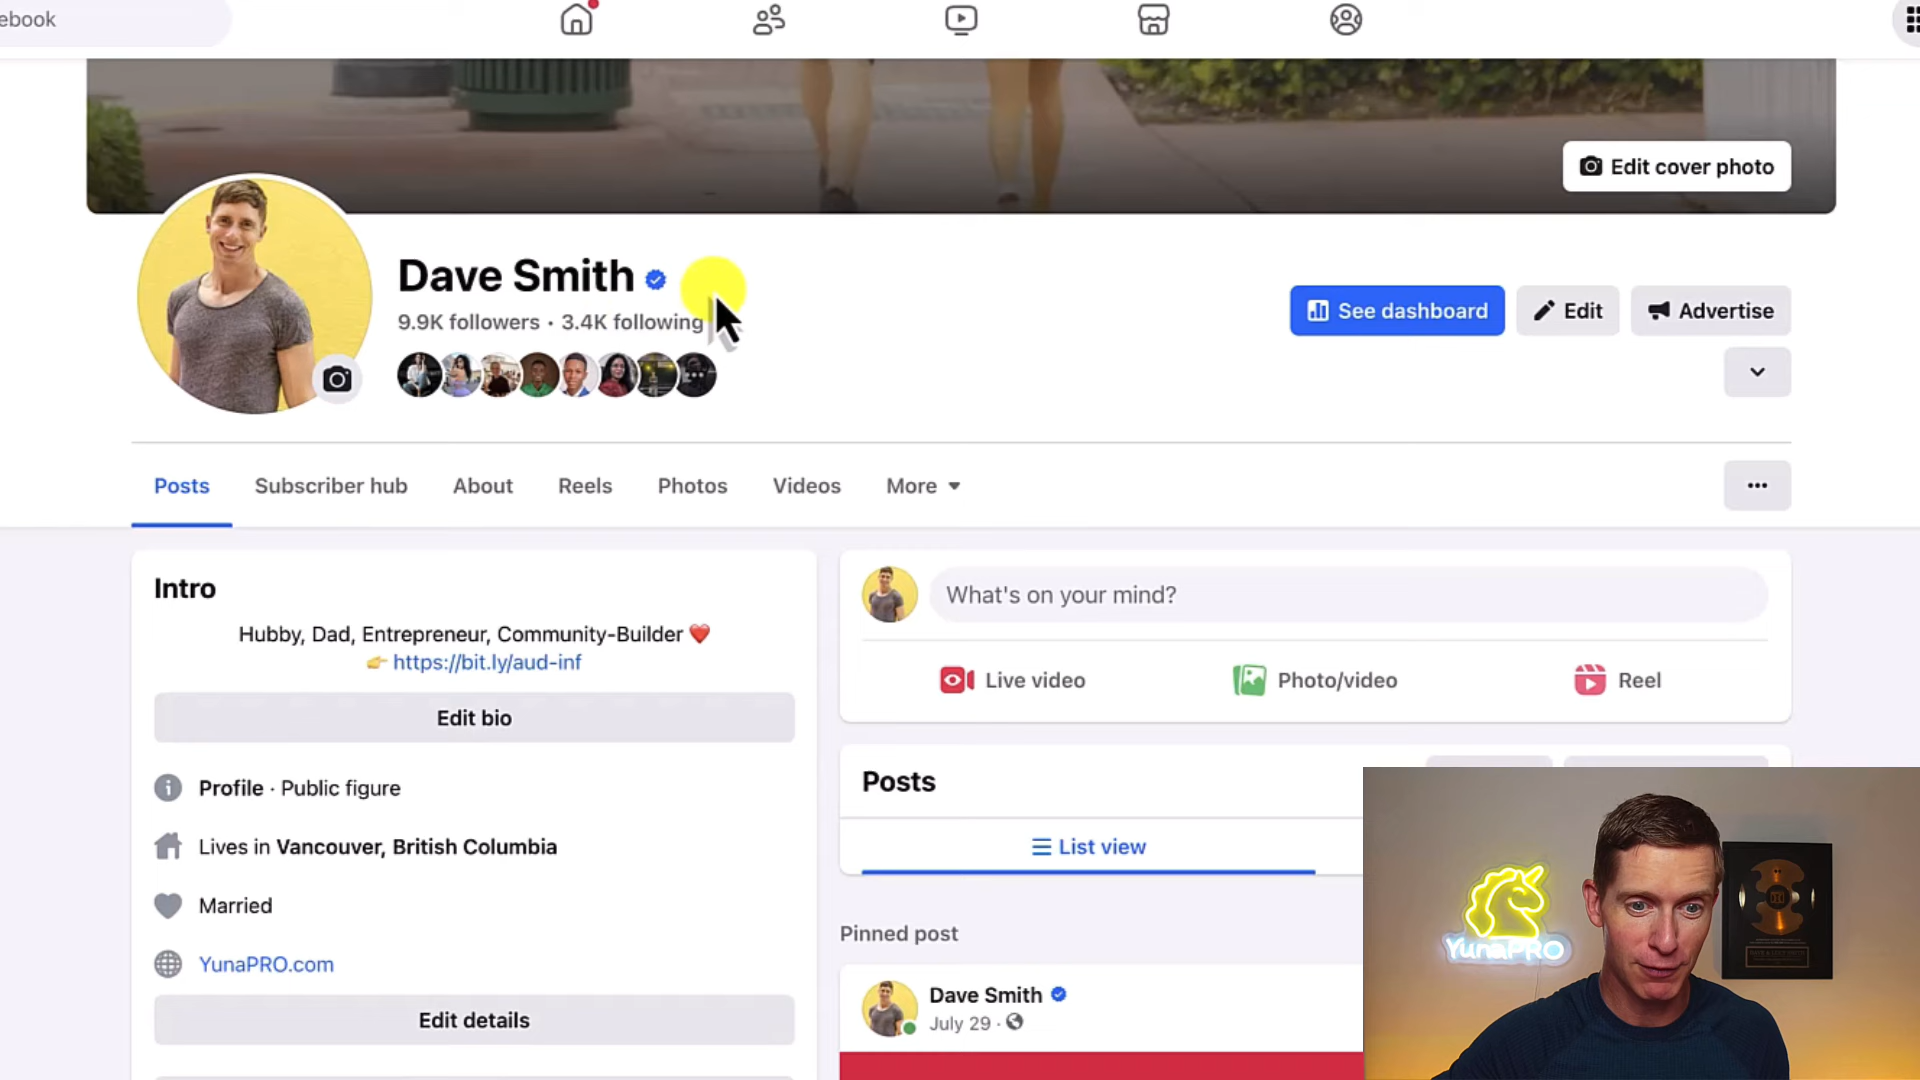 ebook
Edit cover photo
Dave Smith
9.9K followers · 3.4K following
See dashboard
Edit
Advertise
Posts
Subscriber hub
About
Reels
Photos
Videos
More
Intro
Hubby, Dad, Entrepreneur, Community-Builder ❤️
👉 https://bit.ly/aud-inf
Edit bio
Profile · Public figure
Lives in Vancouver, British Columbia
Married
YunaPRO.com
Edit details
What's on your mind?
Live video
Photo/video
Reel
Posts
List view
Pinned post
Dave Smith
July 29 ·
YunaPRO